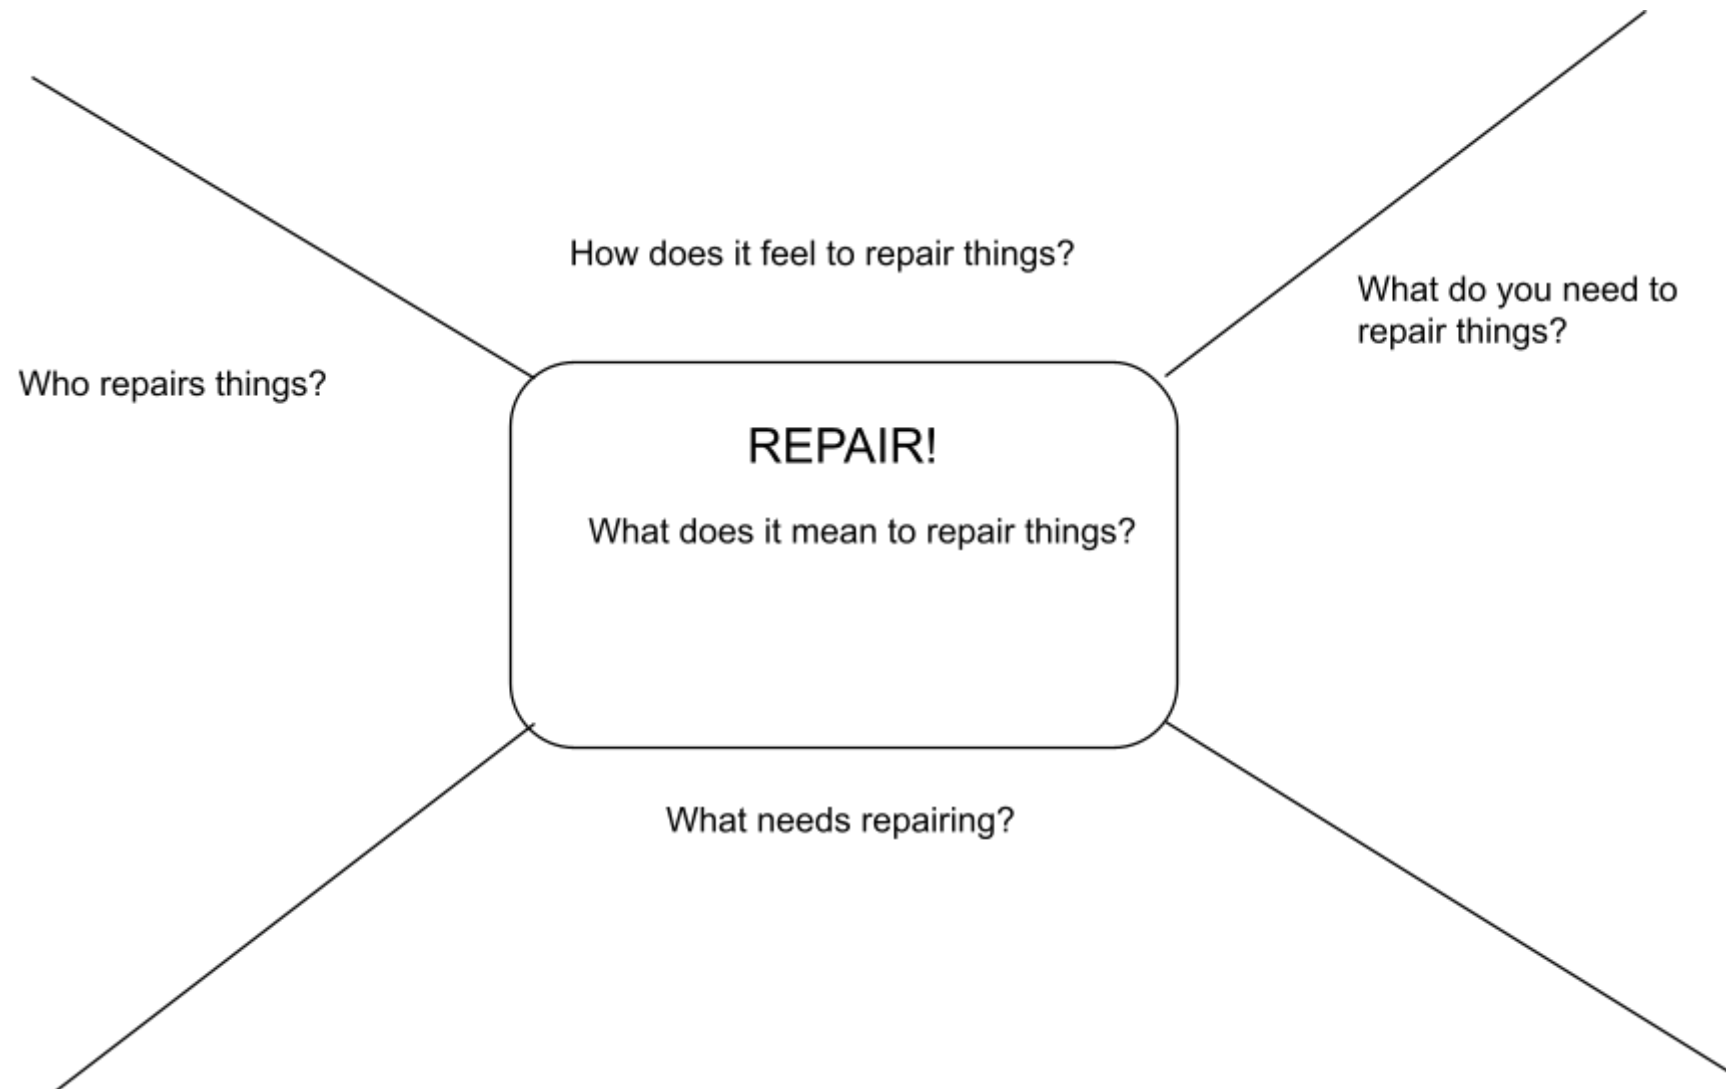 How does it feel to repair things?
What do you need to
repair things?
Who repairs things?
REPAIR!
What does it mean to repair things?
What needs repairing?